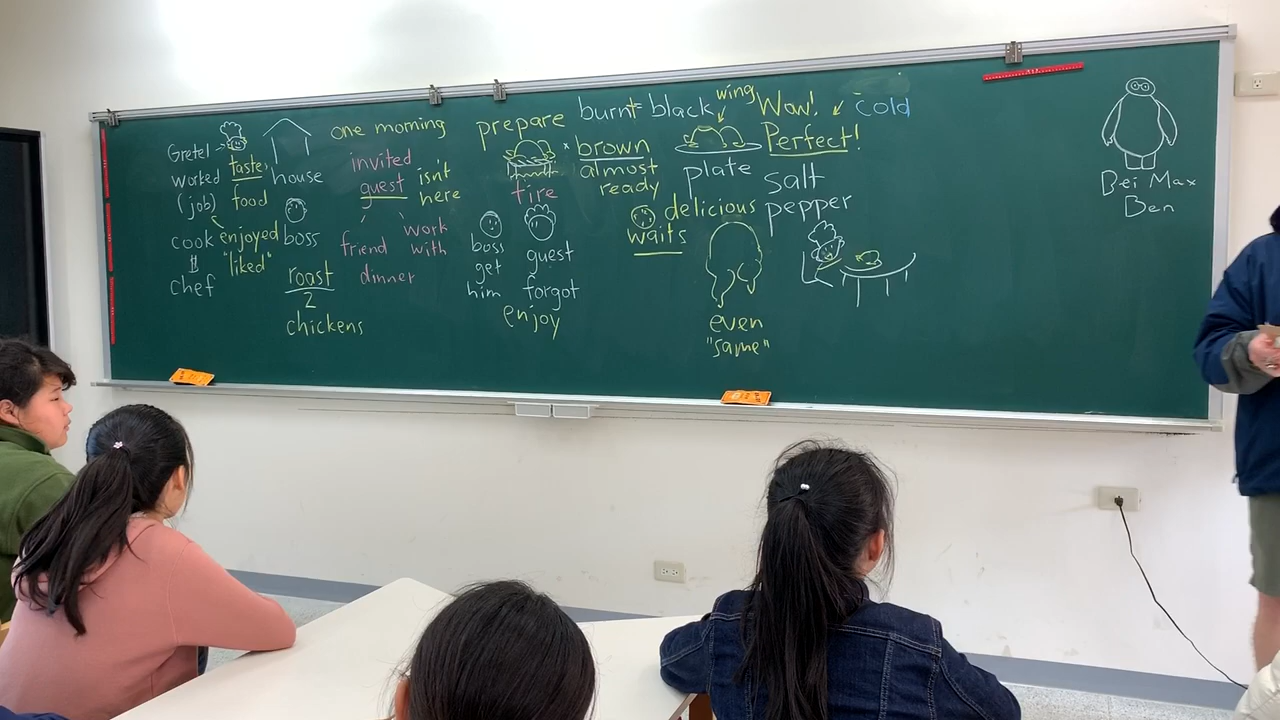 Gretel
worked
(job)
cook
chef
taste
food
enjoyed
"liked"
house
boss
roast
2
chickens
one morning
invited
guest
isn't
here
friend
work
with
dinner
prepare
fire
boss
get
him
guest
forgot
enjoy
burnt = black
x brown
almost
ready
waits
delicious
wing
plate
Wow!
cold
Perfect!
salt
pepper
even
"same"
Bei Max
Ben